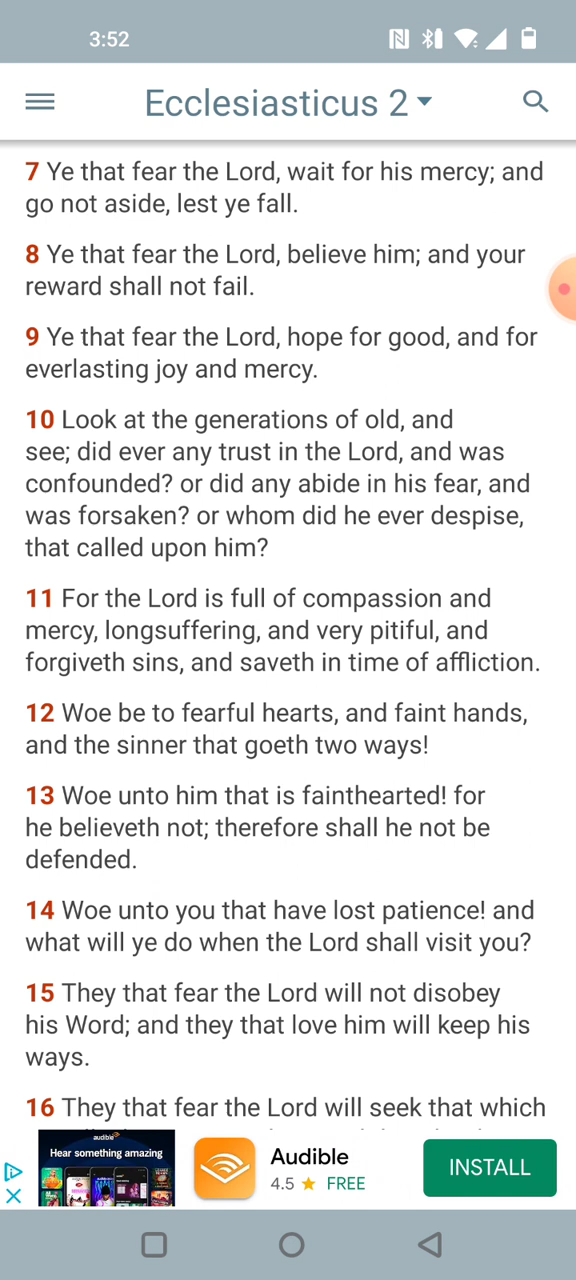 3:52
Ecclesiasticus 2
7 Ye that fear the Lord, wait for his mercy; and
go not aside, lest ye fall.
8 Ye that fear the Lord, believe him; and your
reward shall not fail.
9 Ye that fear the Lord, hope for good, and for
everlasting joy and mercy.
10 Look at the generations of old, and
see; did ever any trust in the Lord, and was
confounded? or did any abide in his fear, and
was forsaken? or whom did he ever despise,
that called upon him?
11 For the Lord is full of compassion and
mercy, longsuffering, and very pitiful, and
forgiveth sins, and saveth in time of affliction.
12 Woe be to fearful hearts, and faint hands,
and the sinner that goeth two ways!
13 Woe unto him that is fainthearted! for
he believeth not; therefore shall he not be
defended.
14 Woe unto you that have lost patience! and
what will ye do when the Lord shall visit you?
15 They that fear the Lord will not disobey
his Word; and they that love him will keep his
ways.
16 They that fear the Lord will seek that which
audible
Hear something amazing
Audible
4.5 ★ FREE
INSTALL